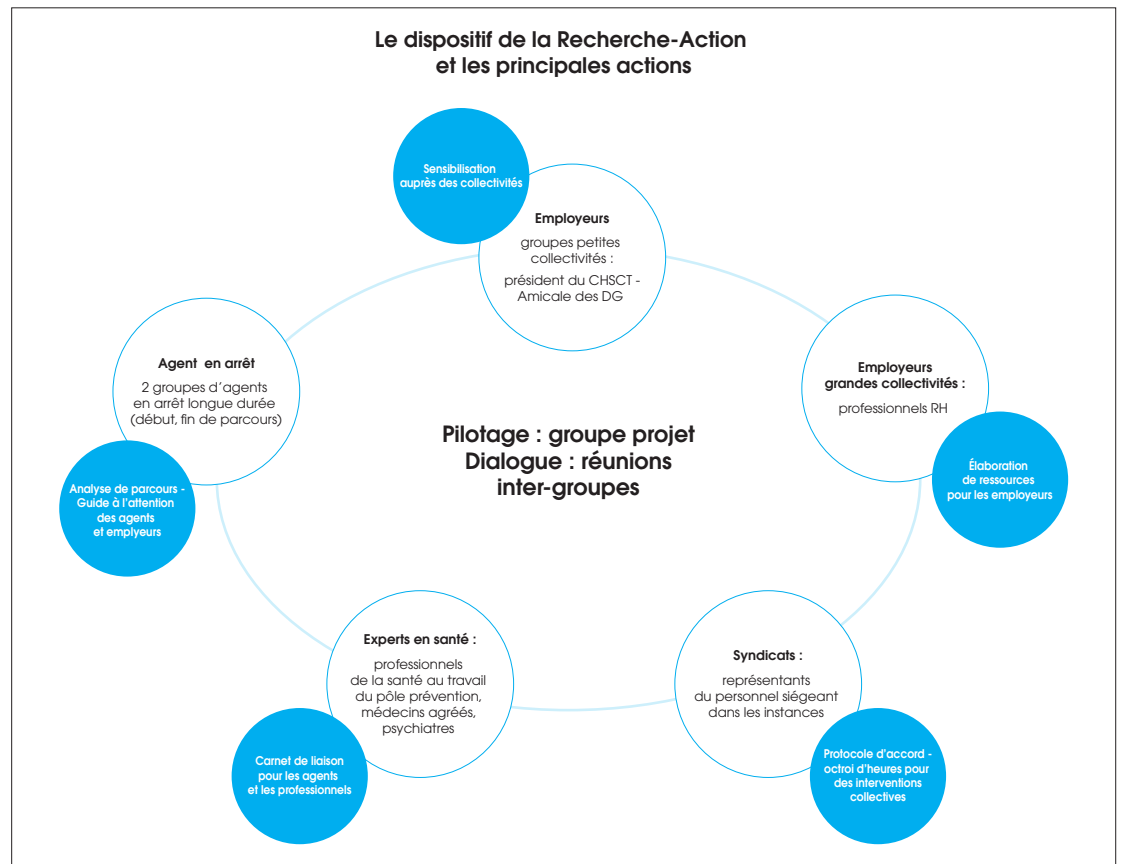 Le dispositif de la Recherche-Action
et les principales actions
Sensibilisation
auprès des collectivités
Employeurs
groupes petites
collectivités :
président du CHSCT -
Amicale des DG
Agent en arrêt
2 groupes d'agents
en arrêt longue durée
(début, fin de parcours)
Employeurs
grandes collectivités :
professionnels RH
Pilotage : groupe projet
Dialogue : réunions
inter-groupes
Analyse de parcours -
Guide à l'attention
des agents
et emplyeurs
Élaboration
de ressources
pour les employeurs
Experts en santé :
professionnels
de la santé au travail
du pôle prévention,
médecins agréés,
psychiatres
Syndicats :
représentants
du personnel siégeant
dans les instances
Carnet de liaison
pour les agents
et les professionnels
Protocole d'accord -
octroi d'heures pour
des interventions
collectives